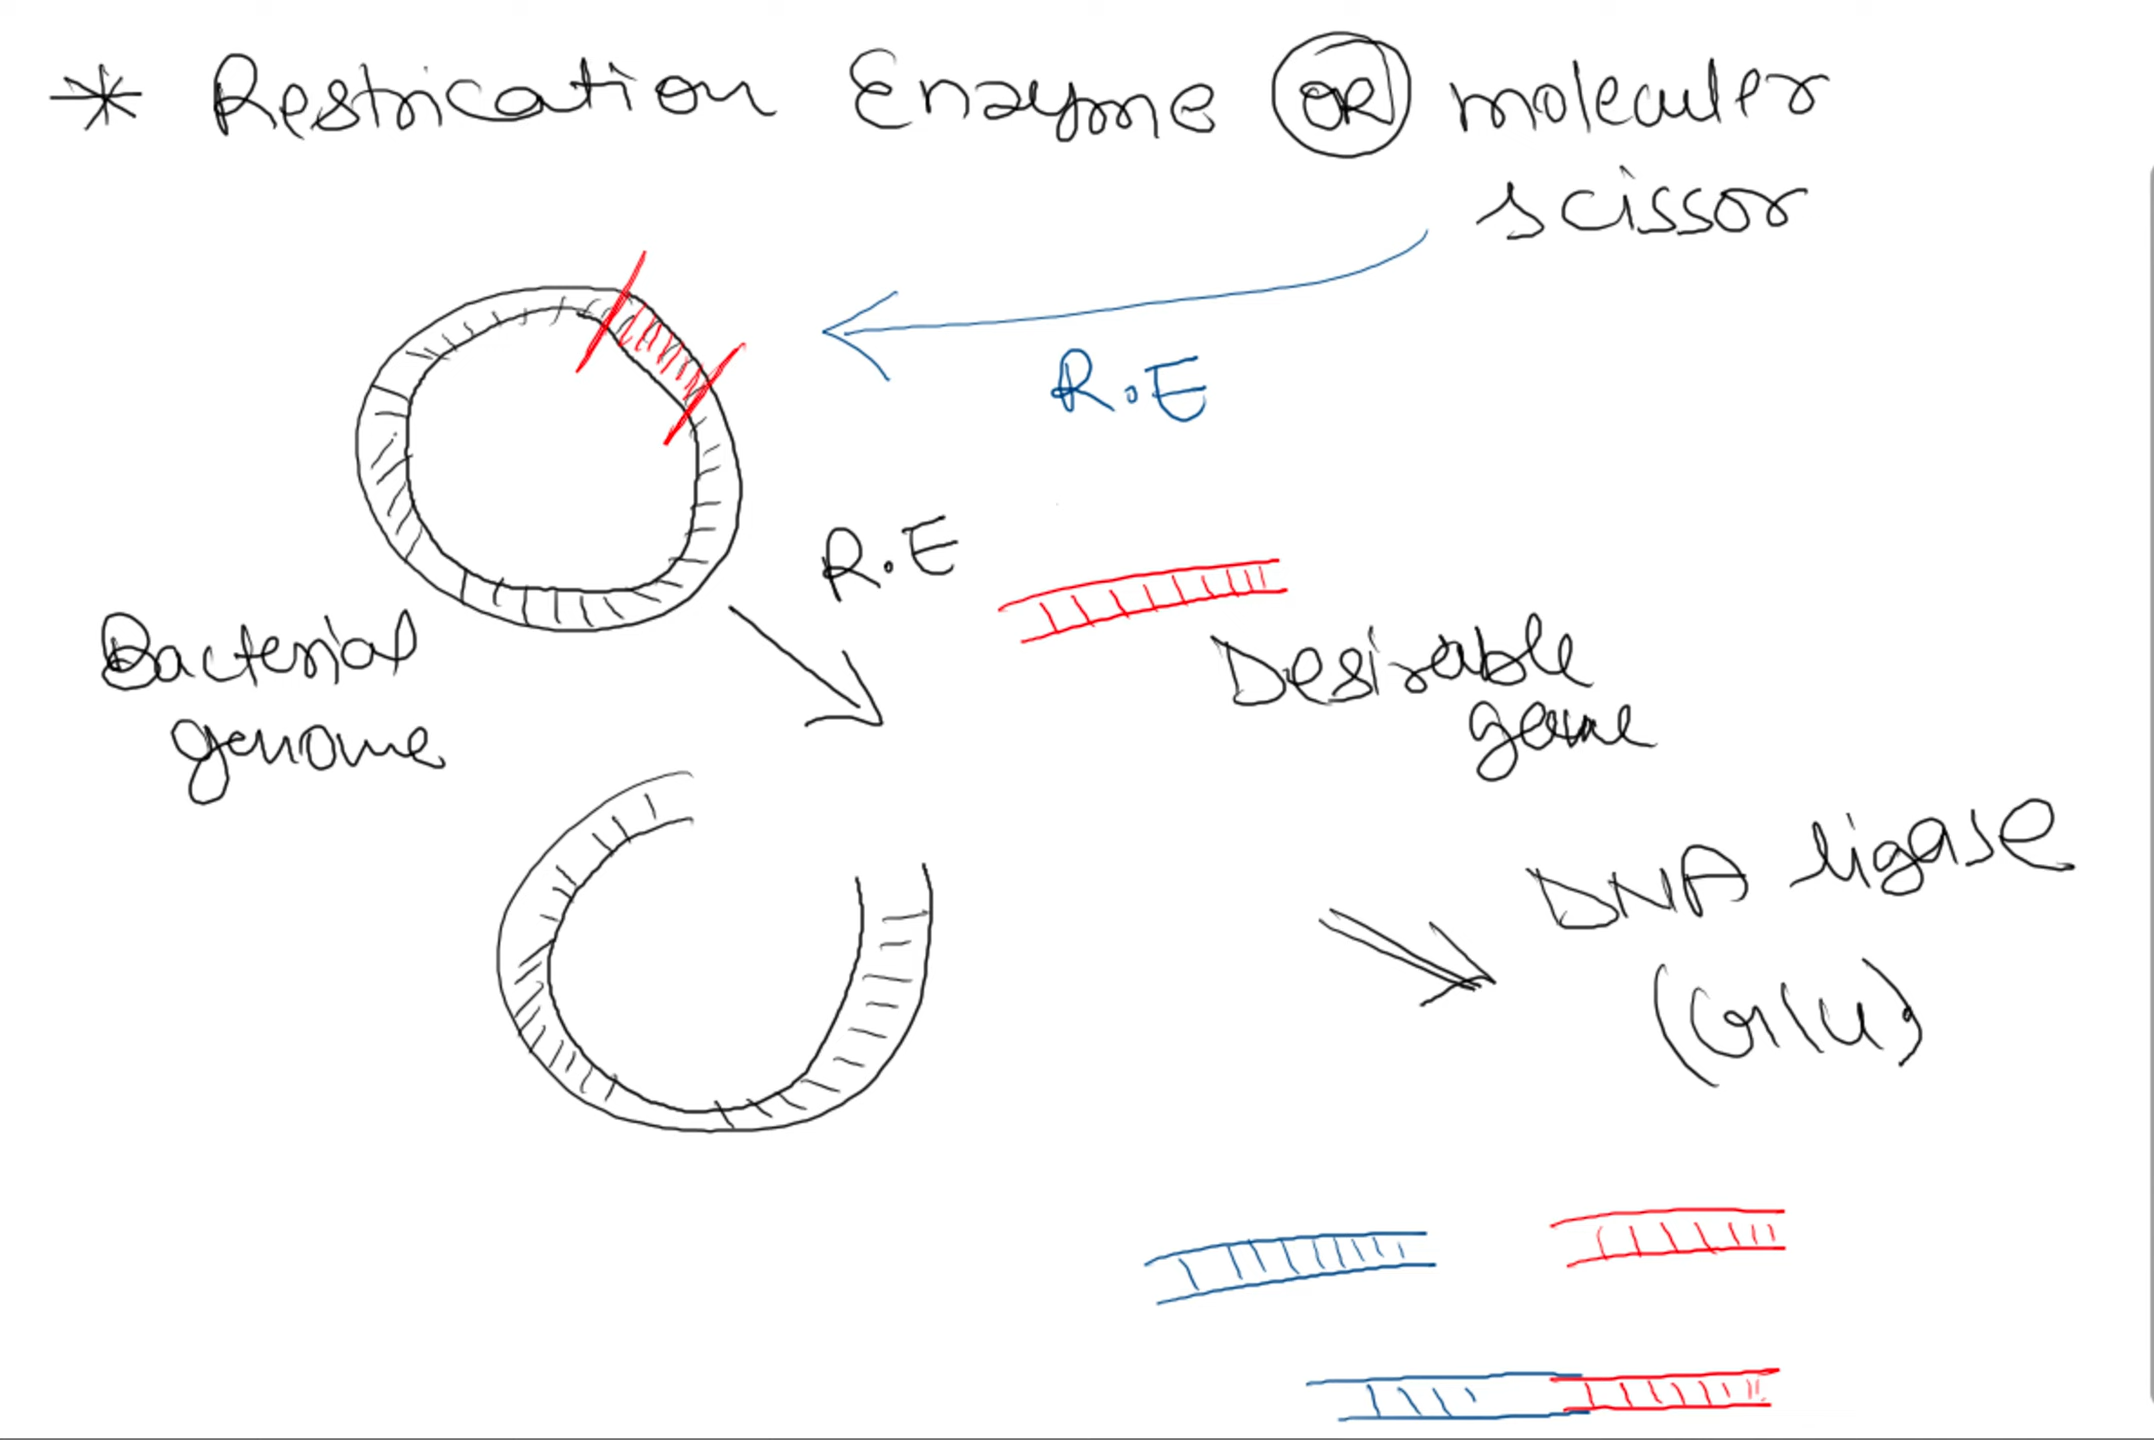 * Restrication Enzyme OR moleculer
scissor
R.E
R.E
Bacterial
genome
Desirable
gene
DNA ligase
(Glu)